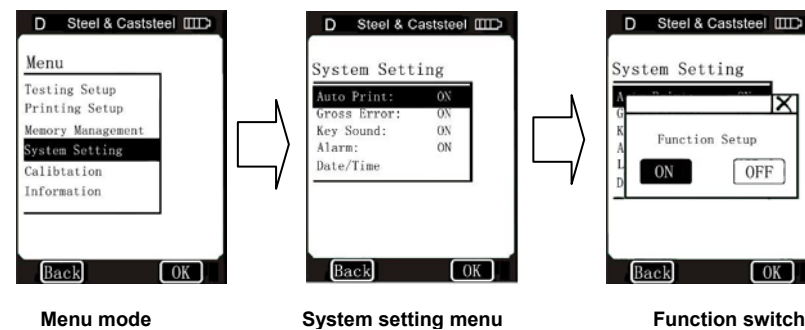 D Steel & Caststeel
Menu
Testing Setup
Printing Setup
Memory Management
System Setting
Calibtation
Information
Back OK
Menu mode
D Steel & Caststeel
System Setting
Auto Print: ON
Gross Error: ON
Key Sound: ON
Alarm: ON
Date/Time
Back OK
System setting menu
D Steel & Caststeel
System Setting
A
G
K
A
L
D
Function Setup
ON OFF
Back OK
Function switch